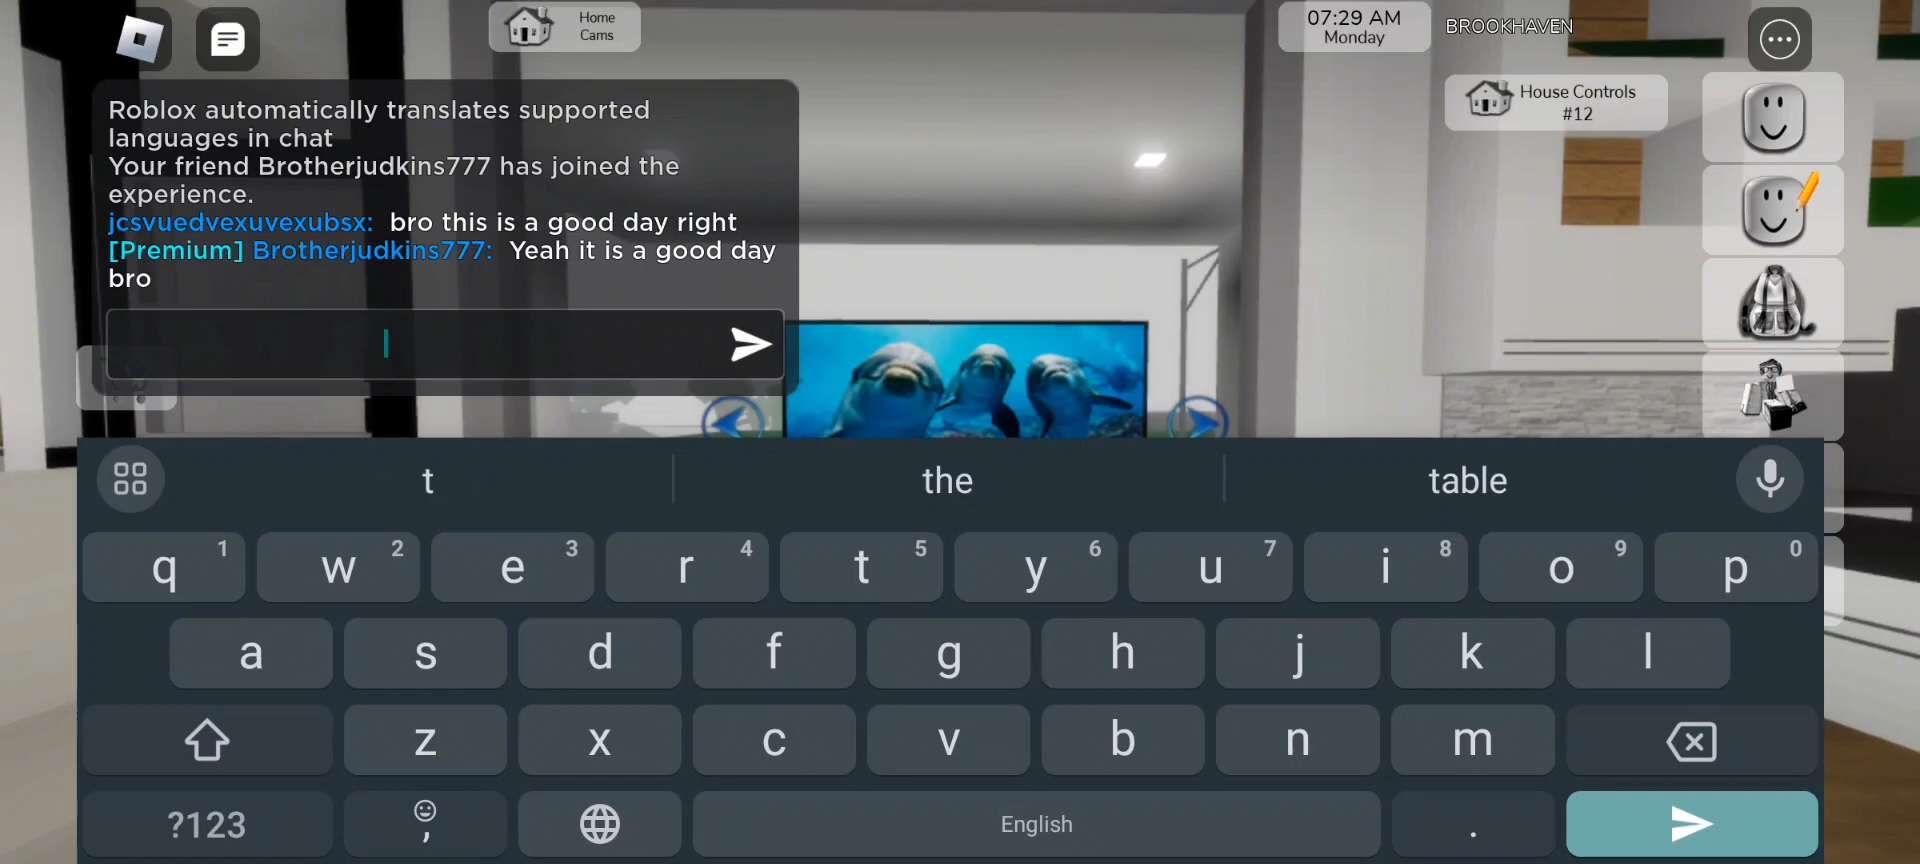 Home
Cams
07:29 AM
Monday
BROOKHAVEN
House Controls
#12
Roblox automatically translates supported
languages in chat
Your friend Brotherjudkins777 has joined the
experience.
jcsvuedvexuvexubsx: bro this is a good day right
[Premium] Brotherjudkins777: Yeah it is a good day
bro
t the table
q 1 w 2 e 3 r 4 t 5 y 6 u 7 i 8 o 9 p 0
a s d f g h j k l
z x c v b n m
?123 , English .